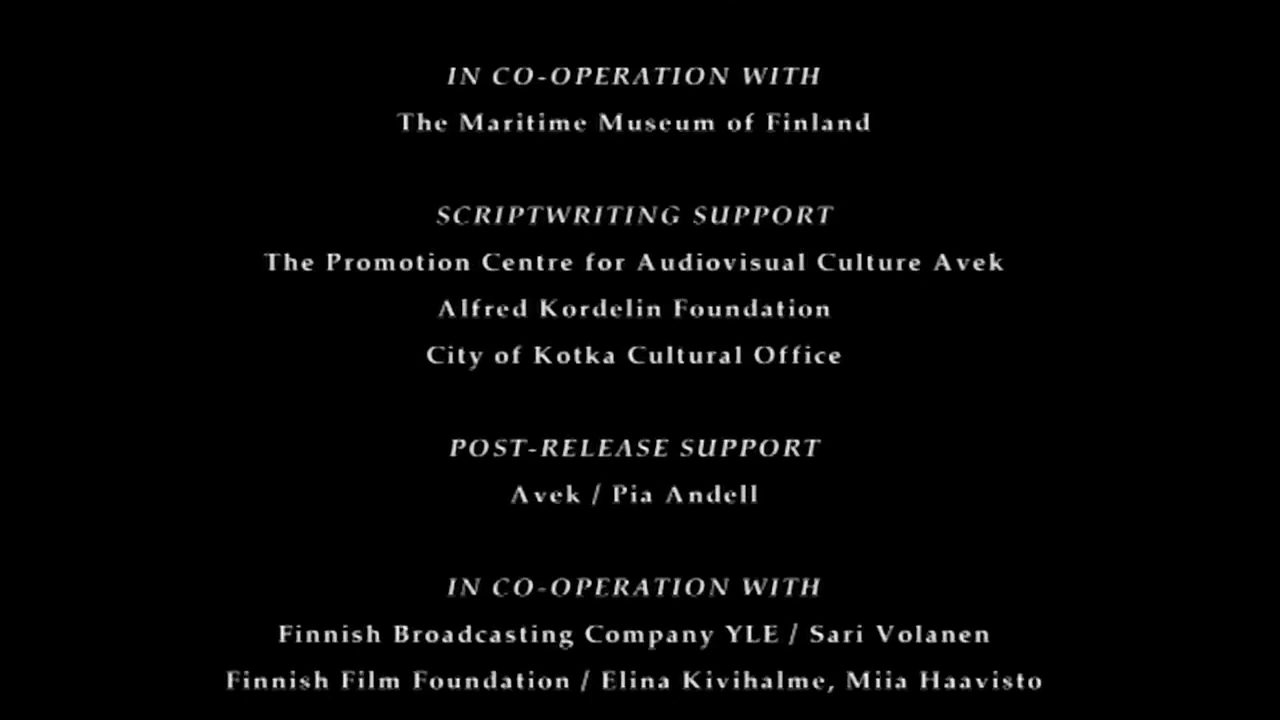 IN CO-OPERATION WITH
The Maritime Museum of Finland
SCRIPTWRITING SUPPORT
The Promotion Centre for Audiovisual Culture Avek
Alfred Kordelin Foundation
City of Kotka Cultural Office
POST-RELEASE SUPPORT
Avek / Pia Andell
IN CO-OPERATION WITH
Finnish Broadcasting Company YLE / Sari Volanen
Finnish Film Foundation / Elina Kivihalme, Miia Haavisto